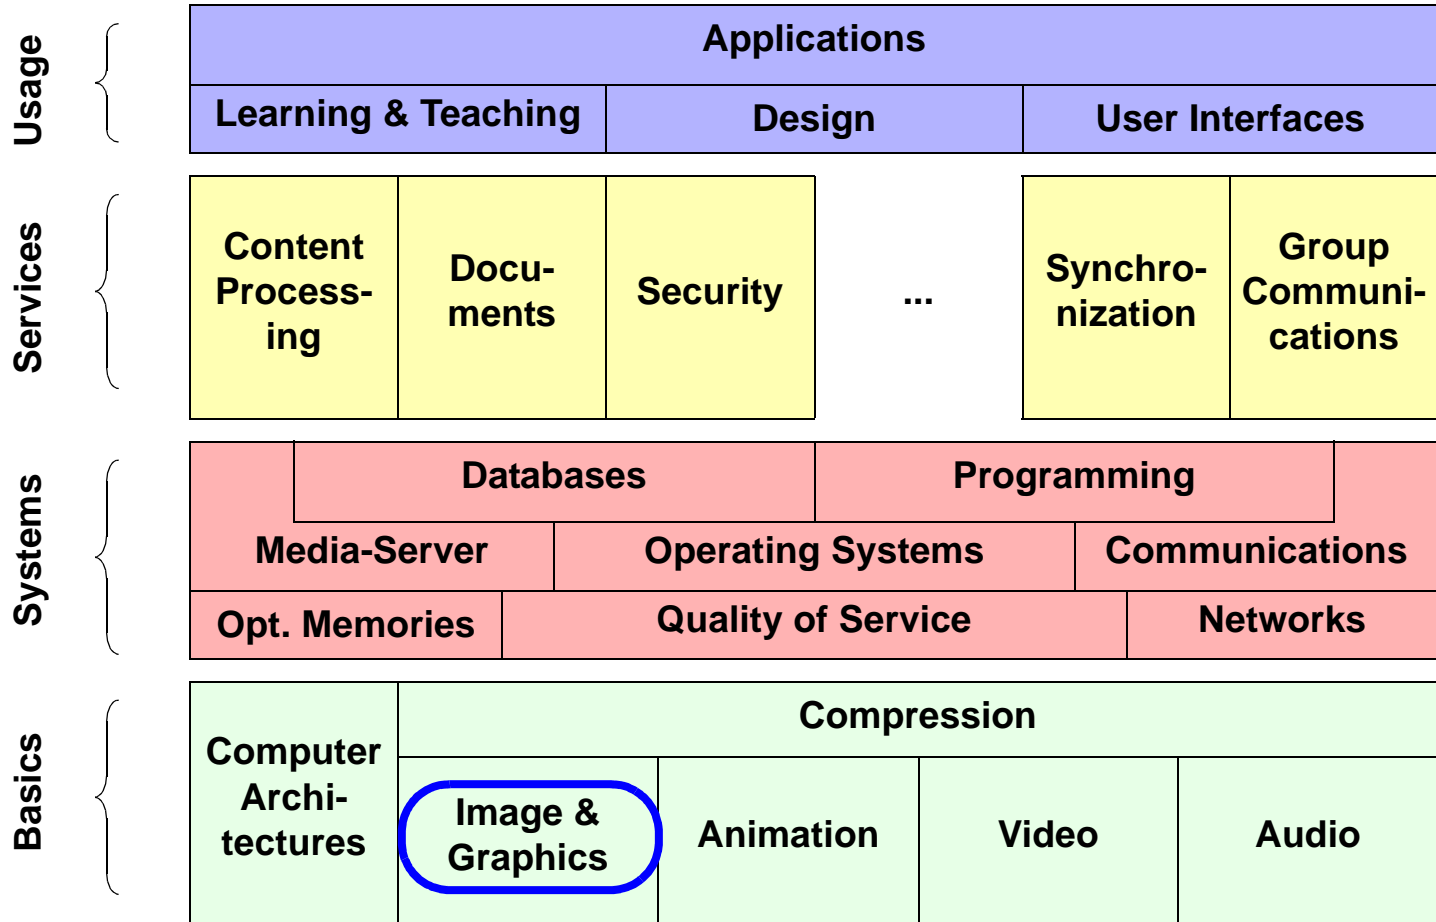 Usage
Applications
Learning & Teaching
Design
User Interfaces
Services
Content
Process-
ing
Docu-
ments
Security
...
Synchro-
nization
Group
Communi-
cations
Systems
Databases
Programming
Media-Server
Operating Systems
Communications
Opt. Memories
Quality of Service
Networks
Basics
Computer
Archi-
tectures
Compression
Image &
Graphics
Animation
Video
Audio